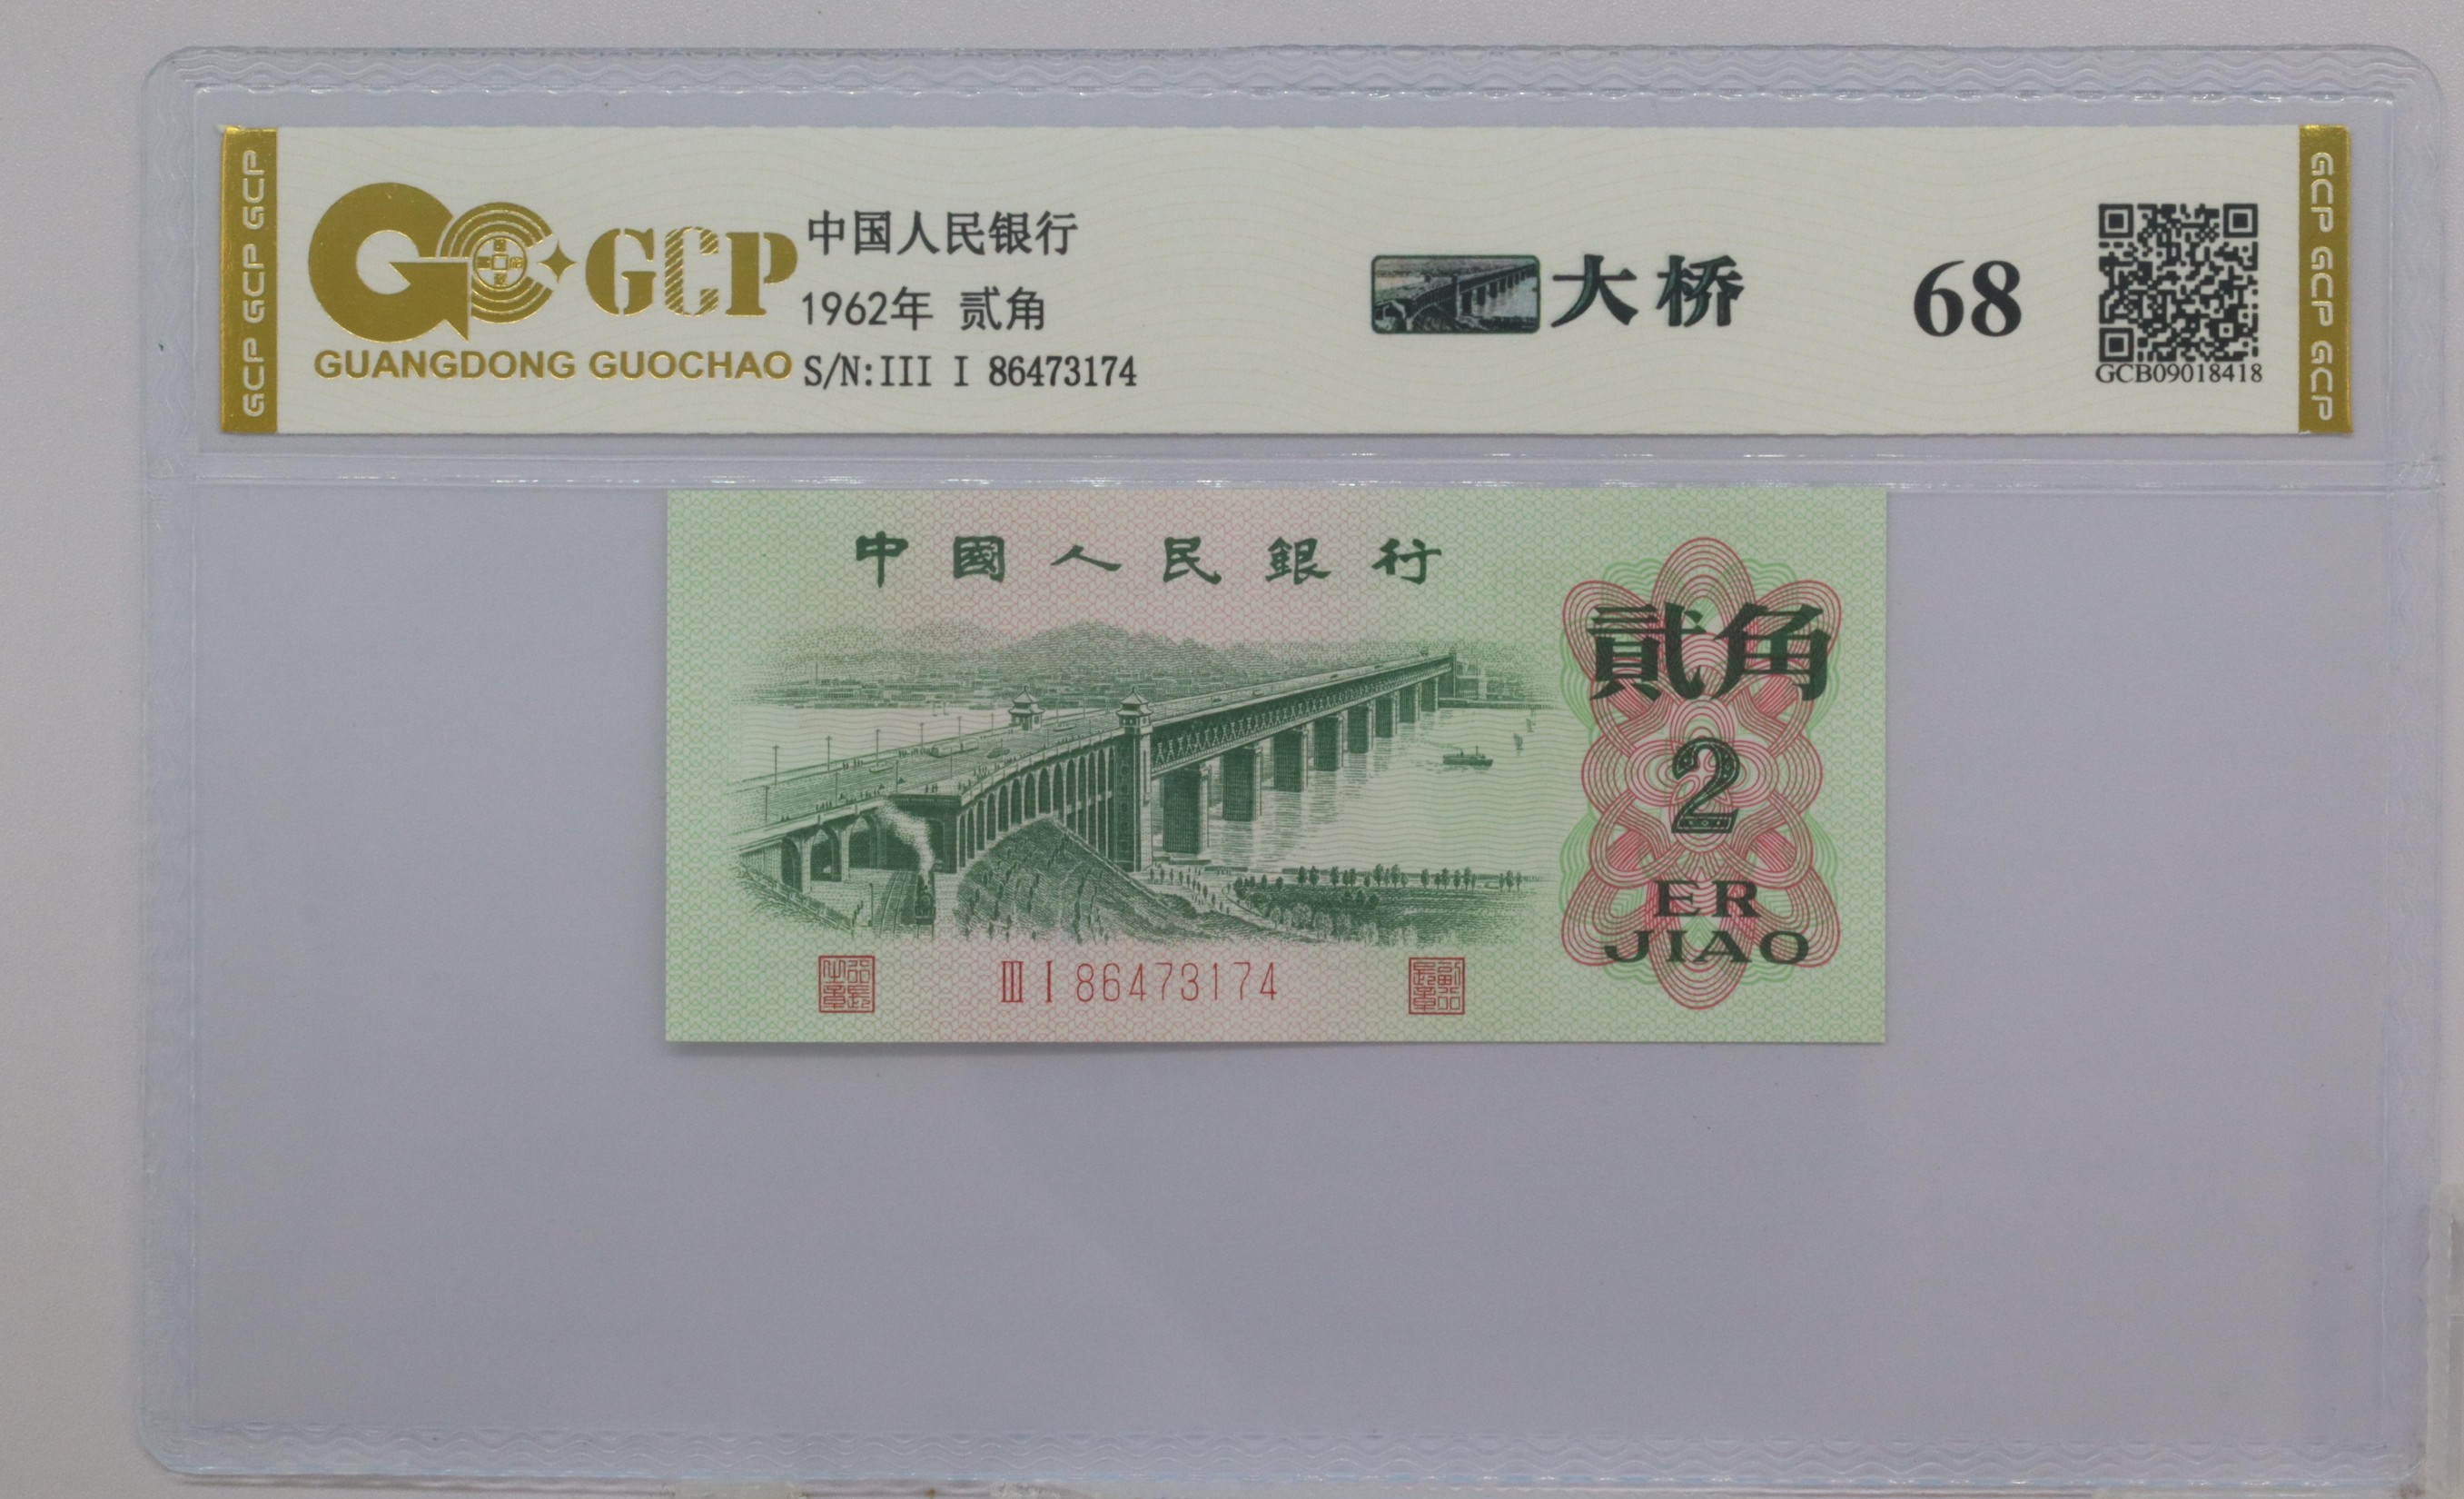 GCP GCP GCP
GCP
GUANGDONG GUOCHAO
中国人民银行
1962年 贰角
S/N:III I 86473174
大桥
68
GCB09018418
GCP GCP GCP
中國人民銀行
貳角
2
ER
JIAO
III I 86473174